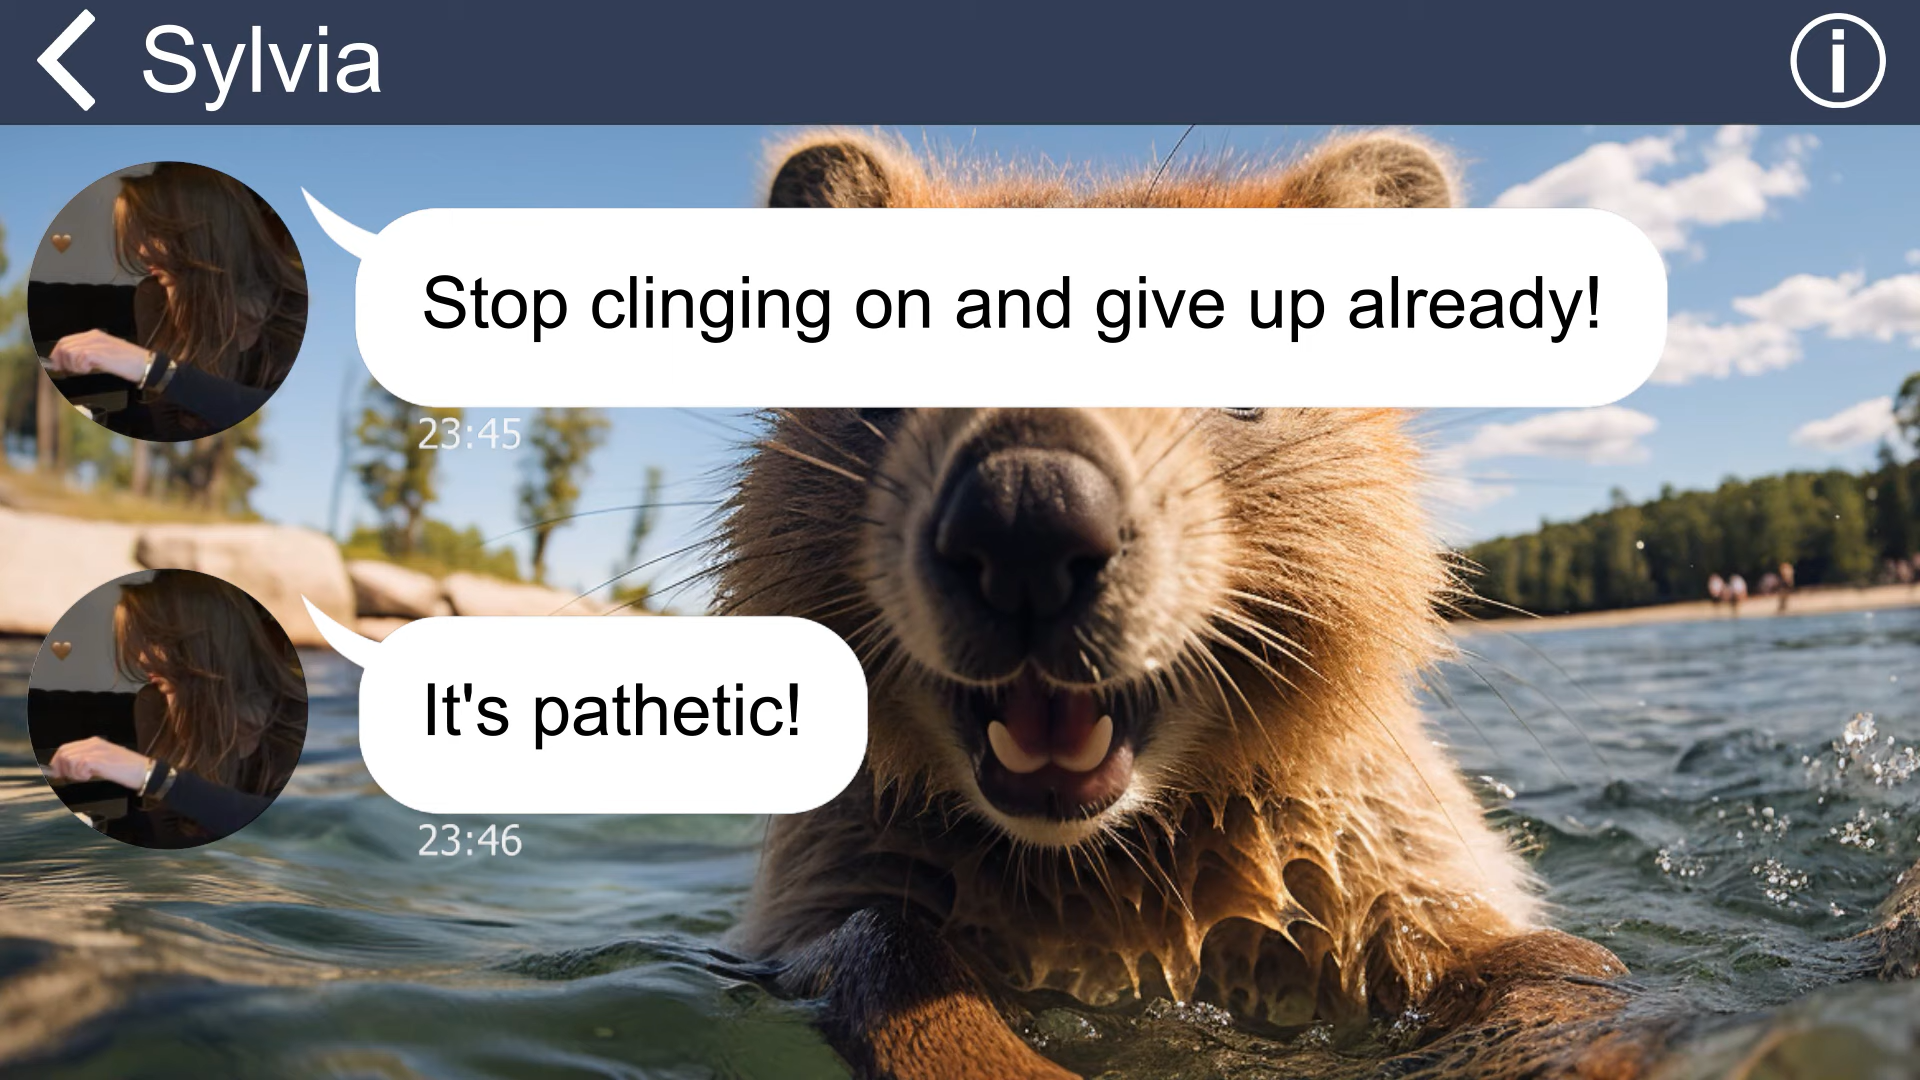 Sylvia
Stop clinging on and give up already!
23:45
It's pathetic!
23:46